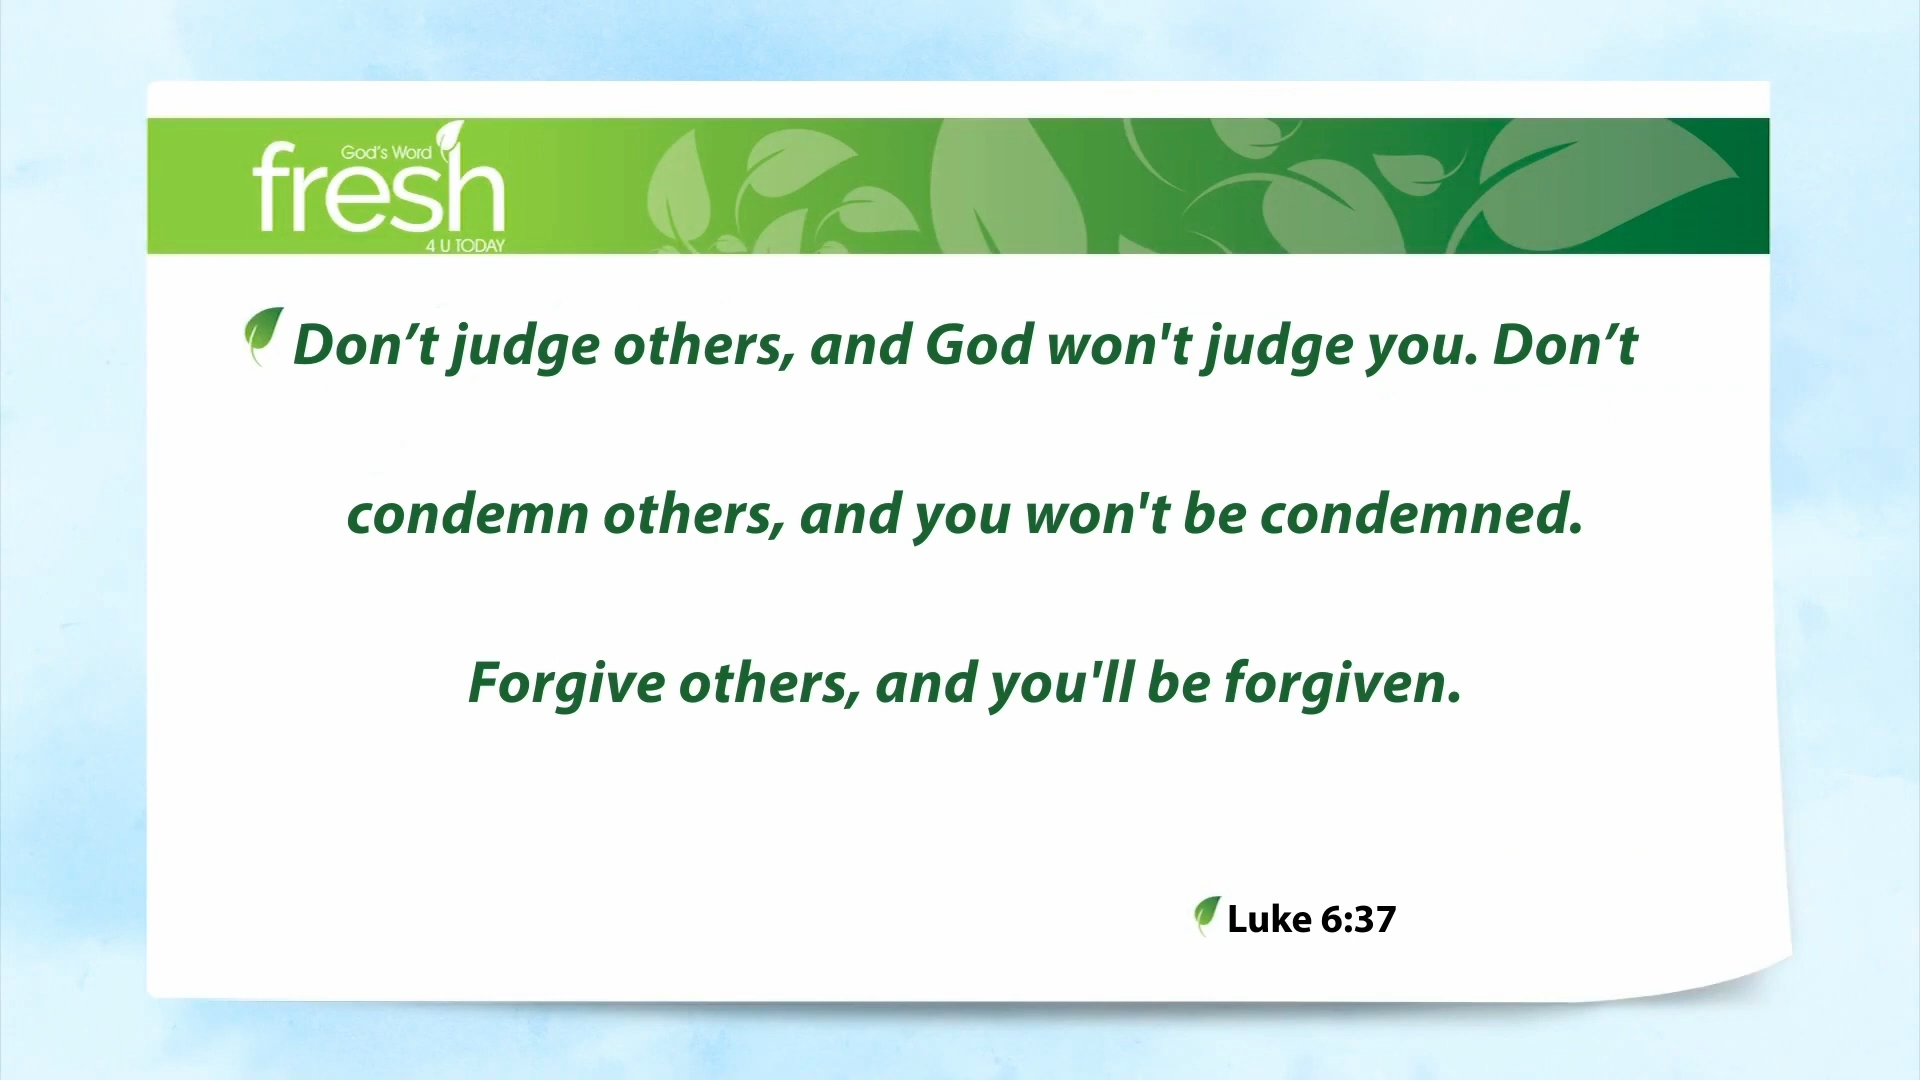 God's Word
fresh
4 U TODAY
Don’t judge others, and God won't judge you. Don’t
condemn others, and you won't be condemned.
Forgive others, and you'll be forgiven.
Luke 6:37